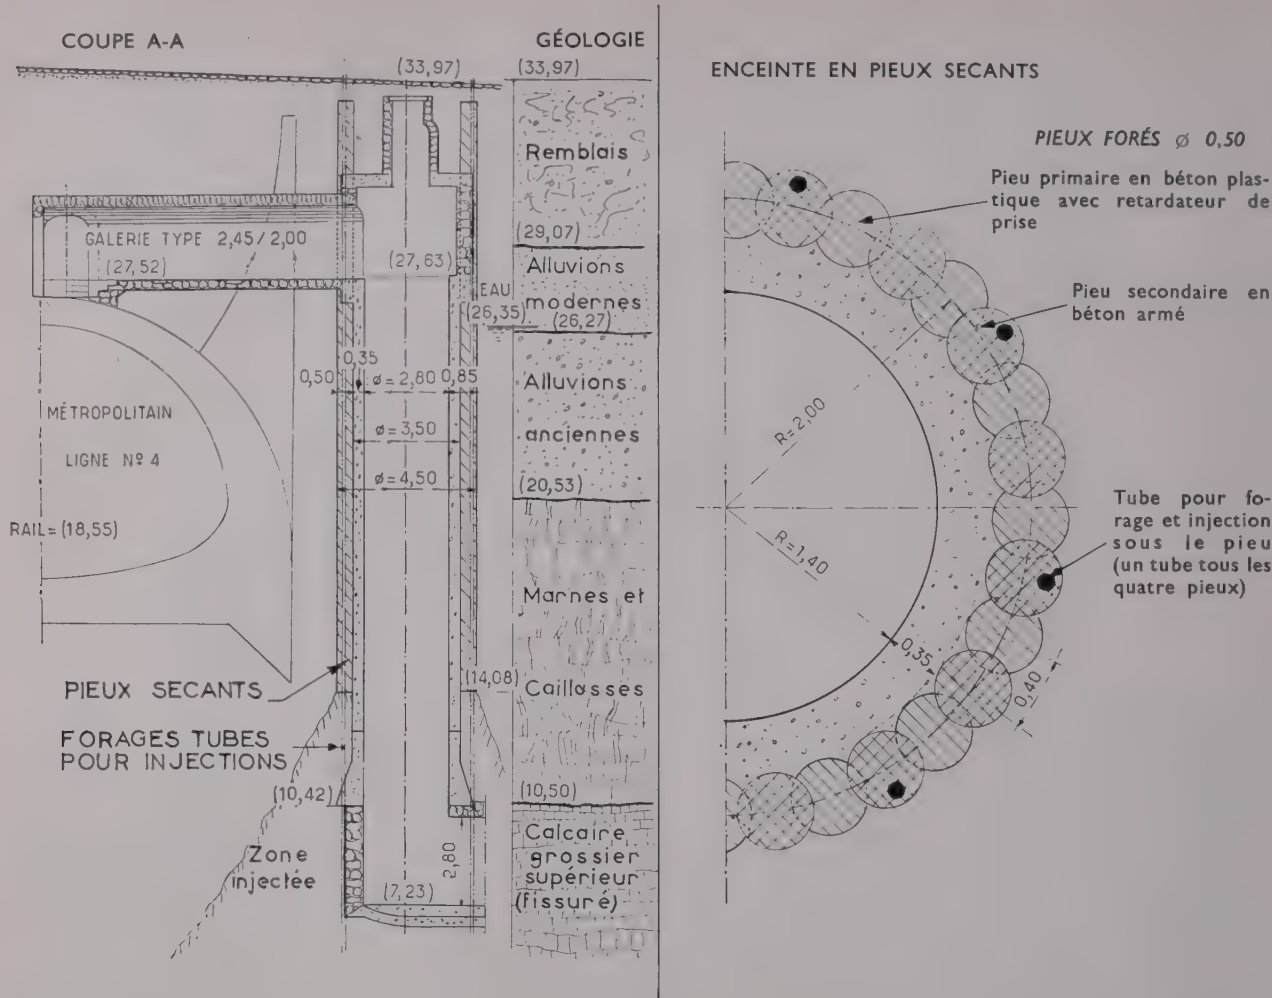 COUPE A-A
GÉOLOGIE
(33,97)
(33,97)
Remblais
(29,07)
GALERIE TYPE 2,45/2,00
(27,52)
(27,63)
Alluvions
modernes
(26,27)
EAU
(26,35)
0,35
0,50
ø=2,80
0,85
Alluvions
anciennes
ø=3,50
ø=4,50
(20,53)
MÉTROPOLITAIN
LIGNE Nº 4
RAIL=(18,55)
Marnes et
Caillasses
(14,08)
PIEUX SECANTS
FORAGES TUBES
POUR INJECTIONS
(10,42)
(10,50)
Zone
injectée
2,80
(7,23)
Calcaire
grossier
supérieur
(fissuré)
ENCEINTE EN PIEUX SECANTS
PIEUX FORÉS ø 0,50
Pieu primaire en béton plas-
tique avec retardateur de
prise
Pieu secondaire en
béton armé
R=2,00
R=1,40
Tube pour fo-
rage et injection
sous le pieu
(un tube tous les
quatre pieux)
0,35
0,40